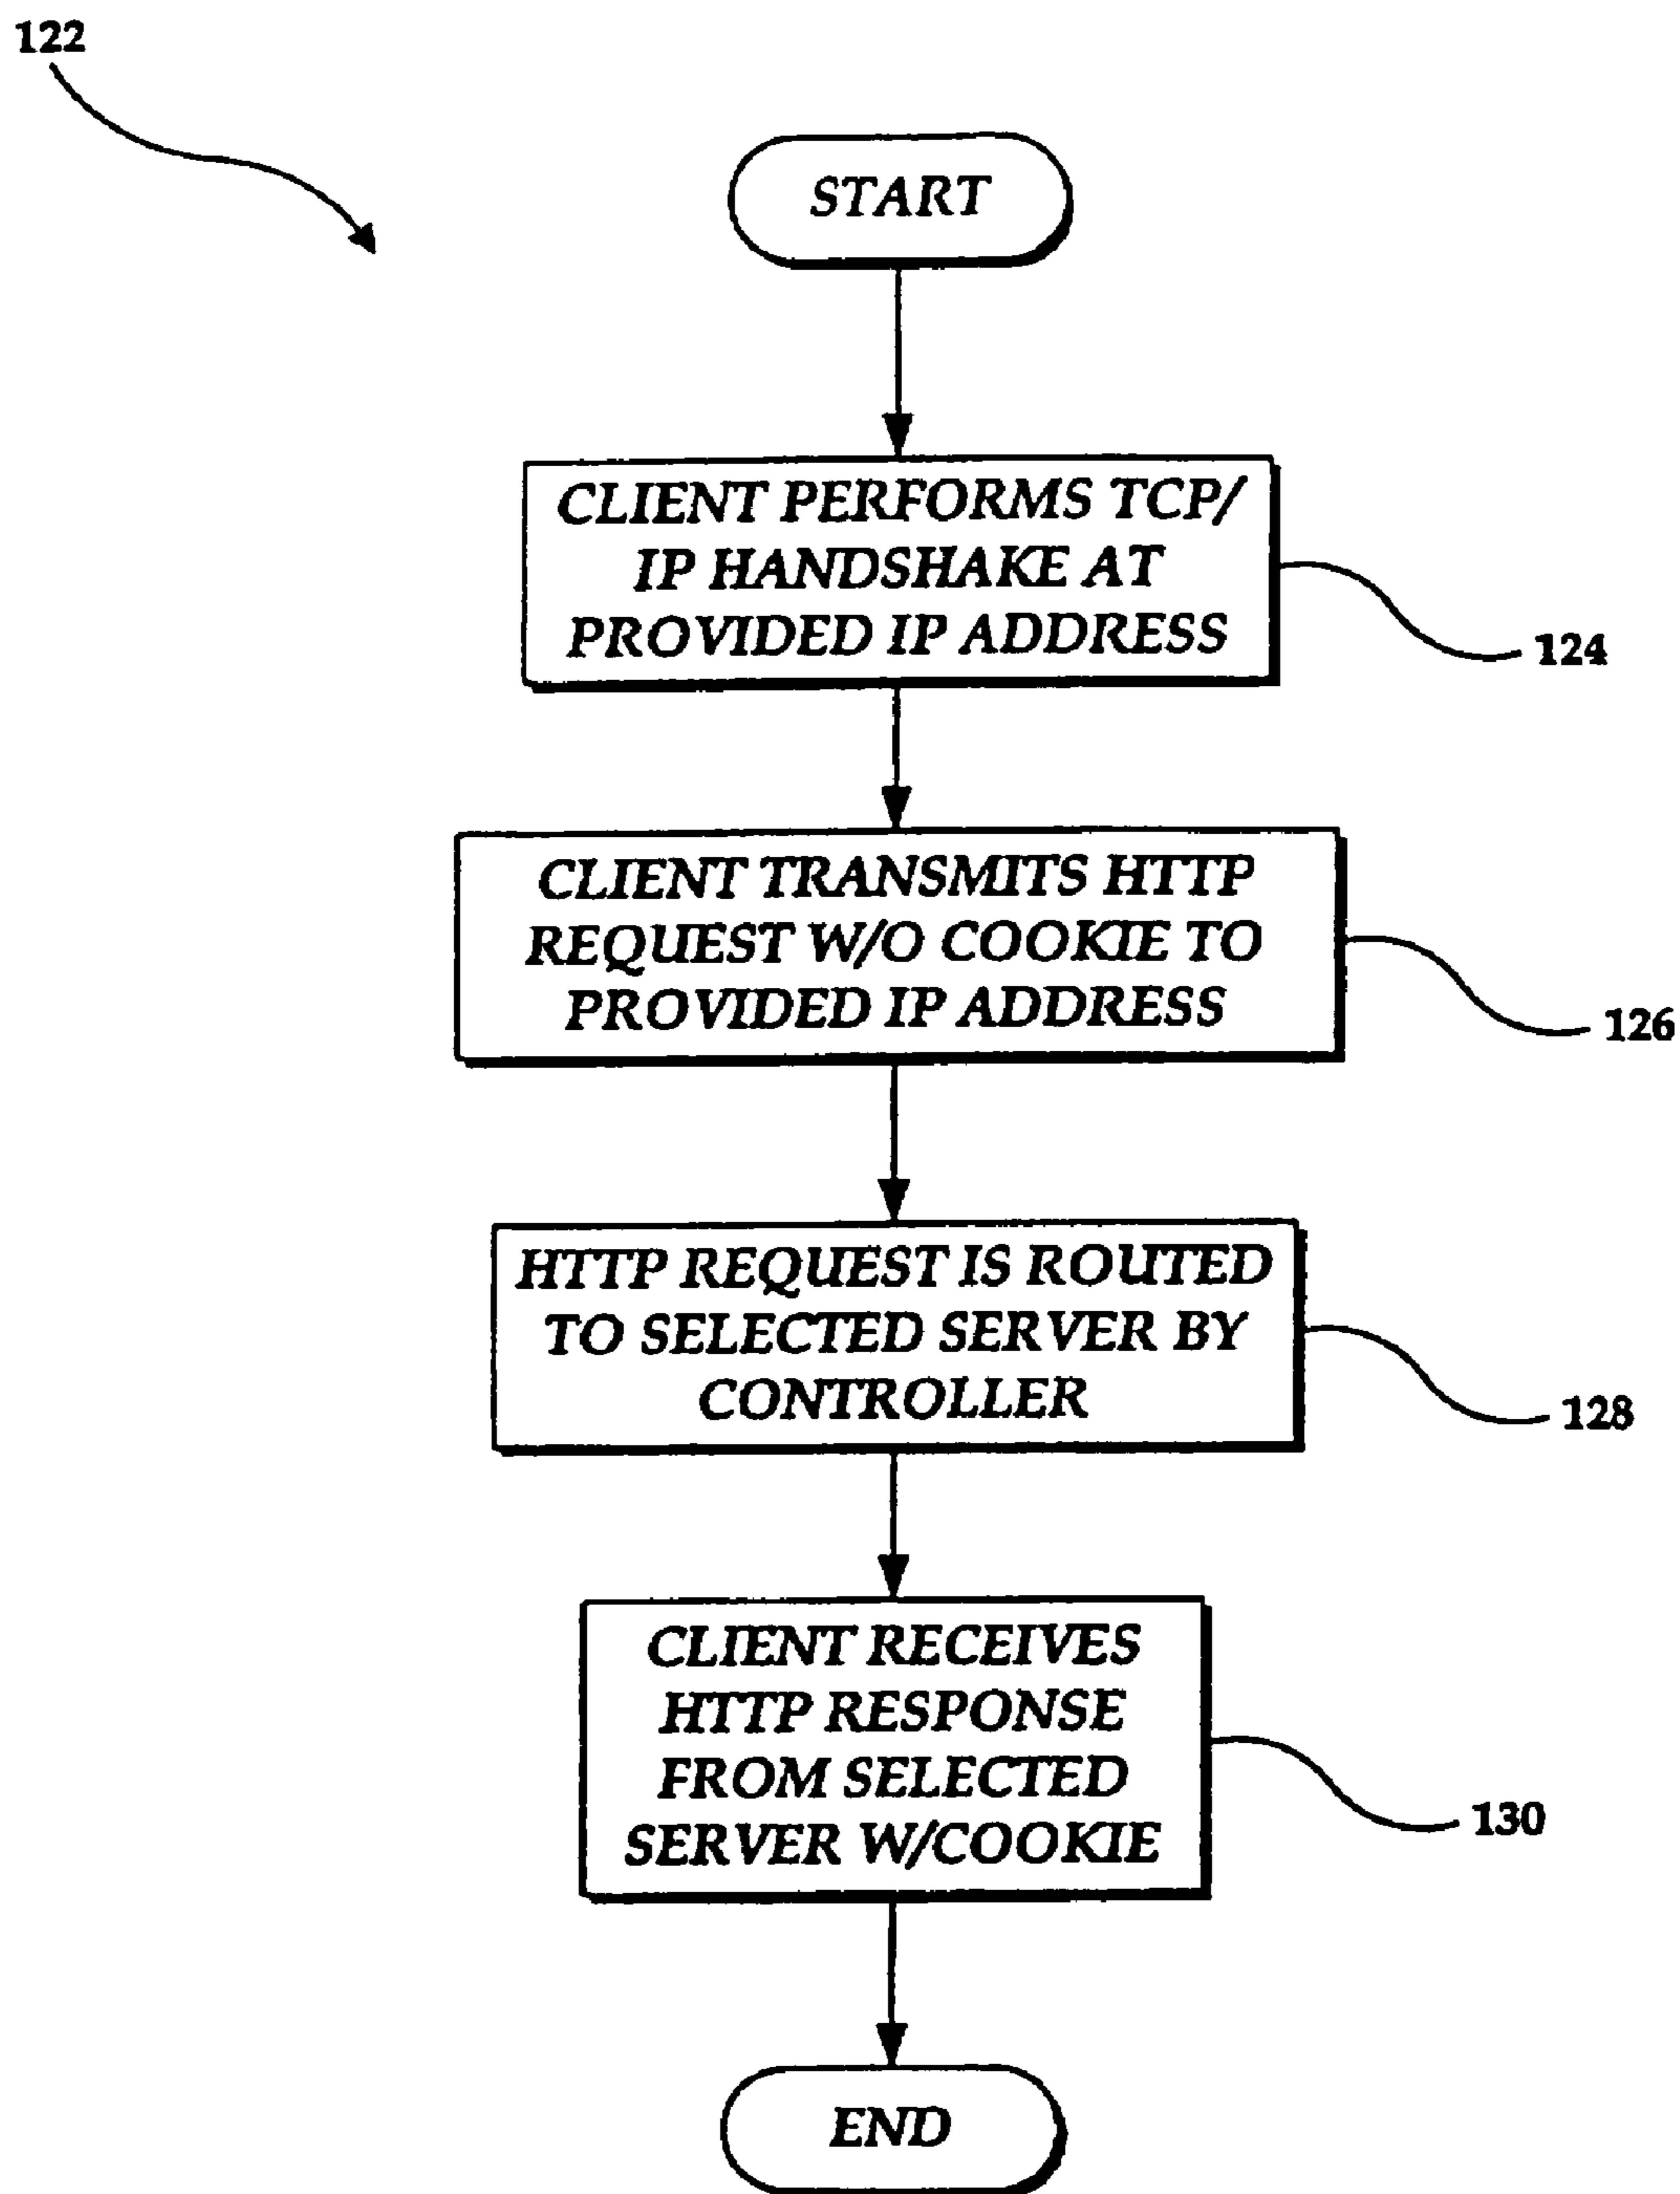 122
START
CLIENT PERFORMS TCP/
IP HANDSHAKE AT
PROVIDED IP ADDRESS
124
CLIENT TRANSMITS HTTP
REQUEST W/O COOKIE TO
PROVIDED IP ADDRESS
126
HTTP REQUEST IS ROUTED
TO SELECTED SERVER BY
CONTROLLER
128
CLIENT RECEIVES
HTTP RESPONSE
FROM SELECTED
SERVER W/COOKIE
130
END